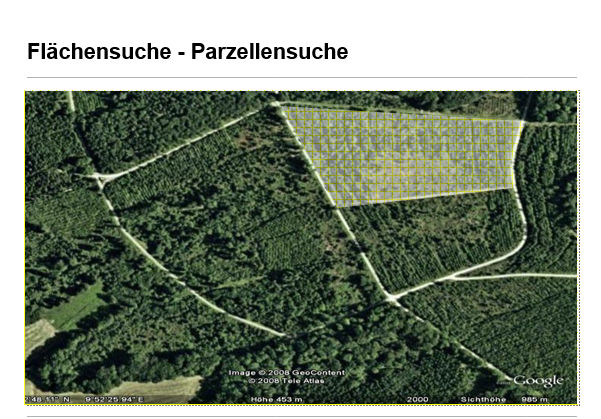 Flächensuche - Parzellensuche
Image © 2008 GeoContent
© 2008 Tele Atlas
Google
2:48.11" N 9°52'25.94" E Höhe 453 m 2000 Sichthöhe 985 m